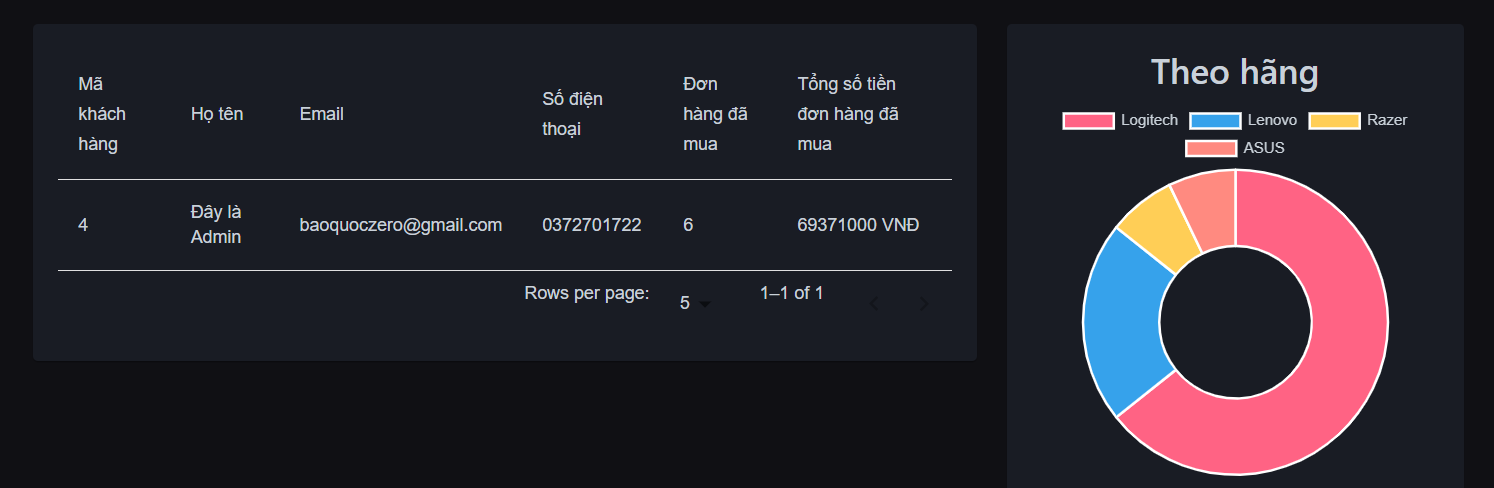 Mã
khách
hàng
Họ tên
Email
Số điện
thoại
Đơn
hàng đã
mua
Tổng số tiền
đơn hàng đã
mua
4
Đây là
Admin
baoquoczero@gmail.com
0372701722
6
69371000 VNĐ
Rows per page:
5
1–1 of 1
Theo hãng
Logitech
Lenovo
Razer
ASUS